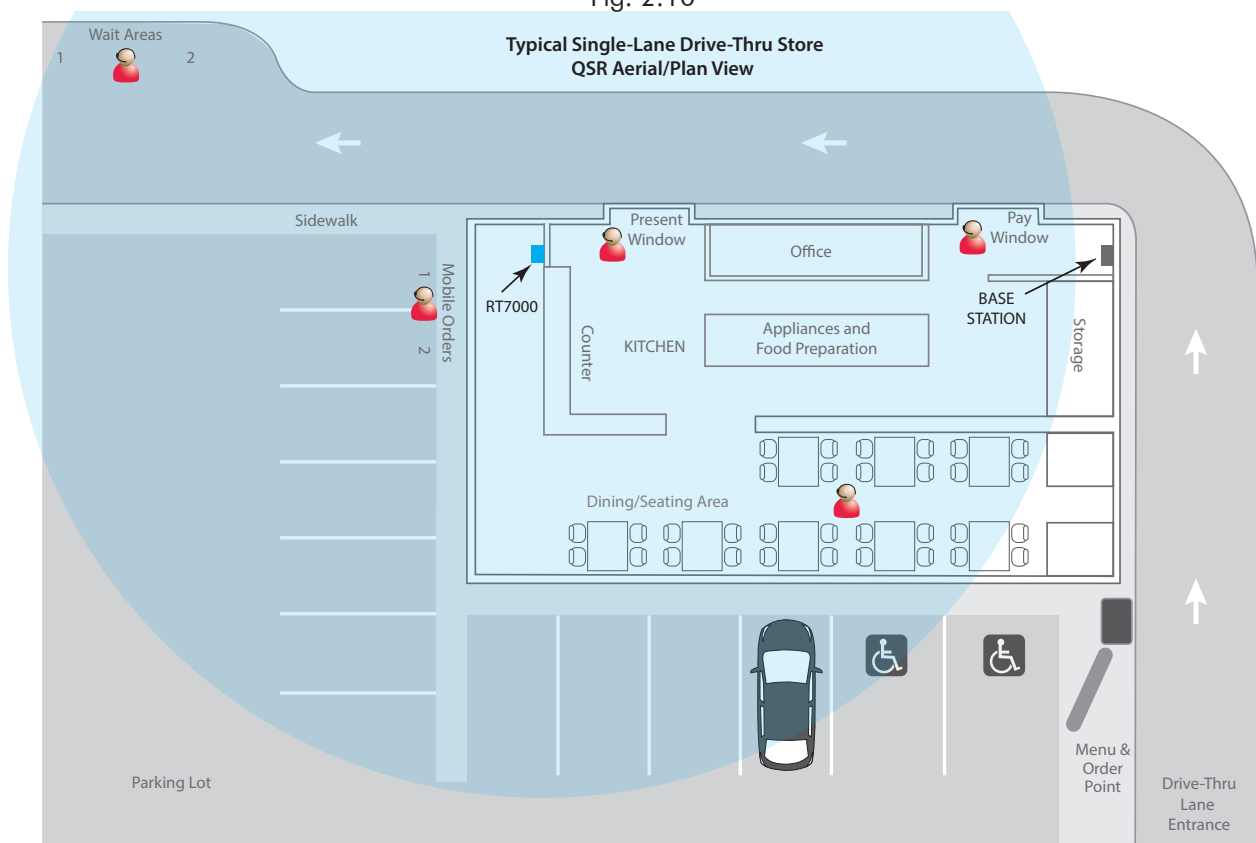 Fig. 2.10
Typical Single-Lane Drive-Thru Store
QSR Aerial/Plan View
Wait Areas
1
2
Sidewalk
Present
Window
Office
Pay
Window
RT7000
BASE
STATION
1
Mobile Orders
2
Counter
KITCHEN
Appliances and
Food Preparation
Storage
Dining/Seating Area
Parking Lot
Menu &
Order
Point
Drive-Thru
Lane
Entrance